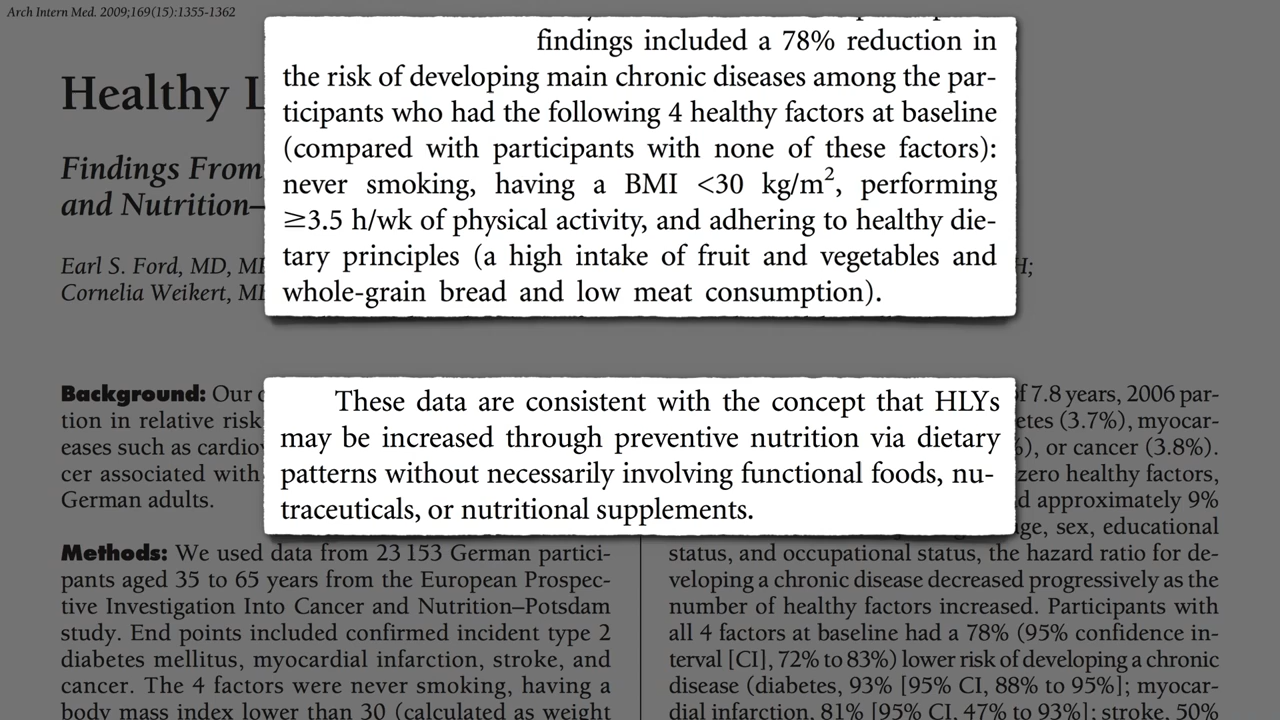 Arch Intern Med. 2009;169(15):1355-1362
findings included a 78% reduction in
the risk of developing main chronic diseases among the par-
ticipants who had the following 4 healthy factors at baseline
(compared with participants with none of these factors):
never smoking, having a BMI <30 kg/m², performing
≥3.5 h/wk of physical activity, and adhering to healthy die-
tary principles (a high intake of fruit and vegetables and
whole-grain bread and low meat consumption).
These data are consistent with the concept that HLYs
may be increased through preventive nutrition via dietary
patterns without necessarily involving functional foods, nu-
traceuticals, or nutritional supplements.
Healthy
Findings From
and Nutrition–
Earl S. Ford, MD,
Cornelia Weikert,
Background: Our
tion in relative risk
eases such as cardio
cer associated with
German adults.
Methods: We used data from 23 153 German partici-
pants aged 35 to 65 years from the European Prospec-
tive Investigation Into Cancer and Nutrition–Potsdam
study. End points included confirmed incident type 2
diabetes mellitus, myocardial infarction, stroke, and
cancer. The 4 factors were never smoking, having a
body mass index lower than 30 (calculated as weight
of 7.8 years, 2006 par-
etes (3.7%), myocar-
), or cancer (3.8%).
zero healthy factors,
d approximately 9%
ge, sex, educational
status, and occupational status, the hazard ratio for de-
veloping a chronic disease decreased progressively as the
number of healthy factors increased. Participants with
all 4 factors at baseline had a 78% (95% confidence in-
terval [CI], 72% to 83%) lower risk of developing a chronic
disease (diabetes, 93% [95% CI, 88% to 95%]; myocar-
dial infarction, 81% [95% CI, 47% to 93%]; stroke, 50%